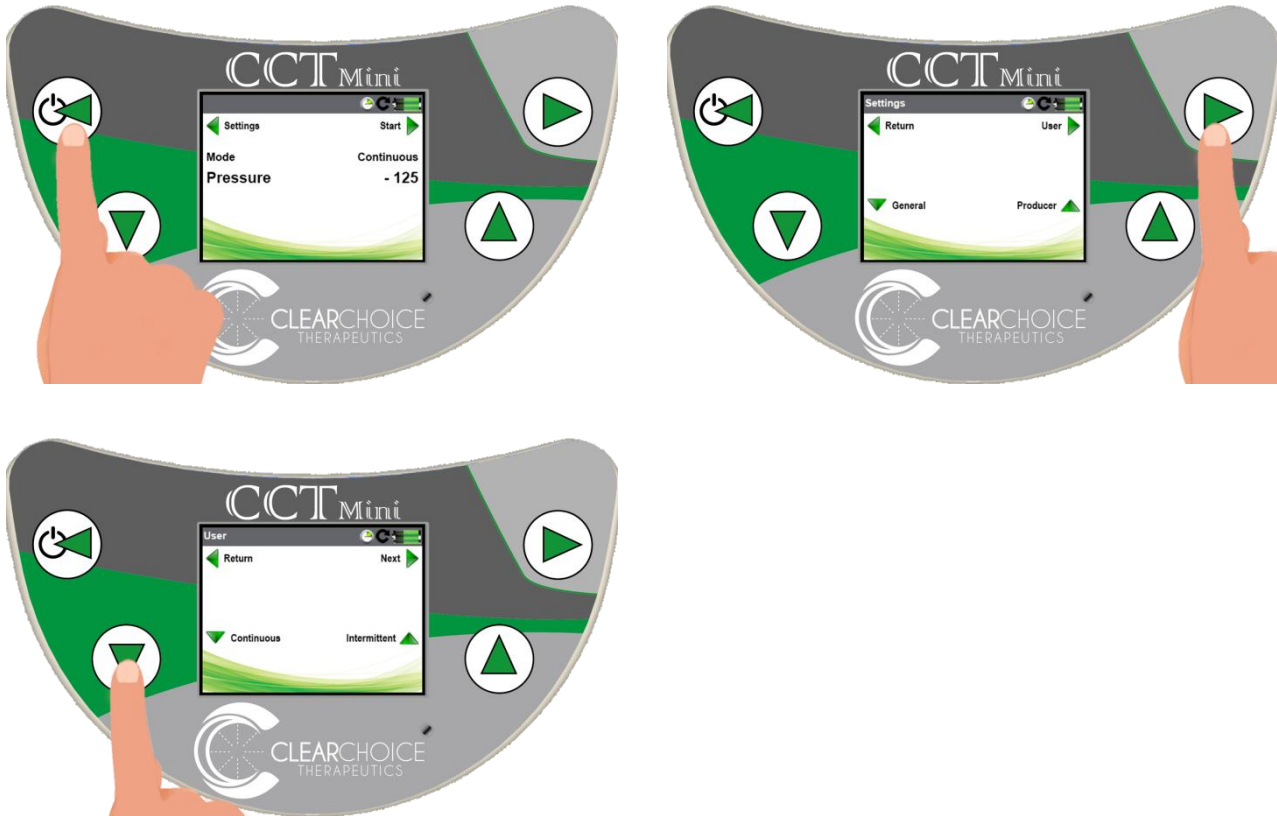 CCT Mini
Settings Start
Mode Continuous
Pressure - 125
CLEARCHOICE
THERAPEUTICS
CCT Mini
Settings
Return User
General Producer
CLEARCHOICE
THERAPEUTICS
CCT Mini
User
Return Next
Continuous Intermittent
CLEARCHOICE
THERAPEUTICS